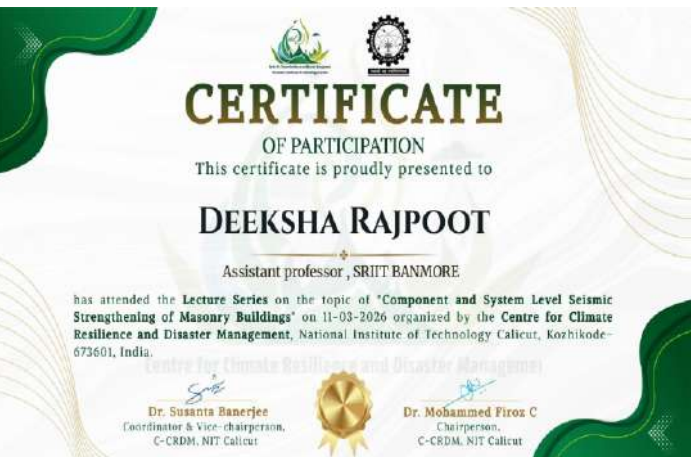 CERTIFICATE
OF PARTICIPATION
This certificate is proudly presented to
DEEKSHA RAJPOOT
Assistant professor , SRIIT BANMORE
has attended the Lecture Series on the topic of "Component and System Level Seismic
Strengthening of Masonry Buildings" on 11-03-2026 organized by the Centre for Climate
Resilience and Disaster Management, National Institute of Technology Calicut, Kozhikode-
673601, India.
Centre for Climate Resilience and Disaster Managemen
Dr. Susanta Banerjee
Coordinator & Vice-chairperson,
C-CRDM, NIT Calicut
Dr. Mohammed Firoz C
Chairperson,
C-CRDM, NIT Calicut